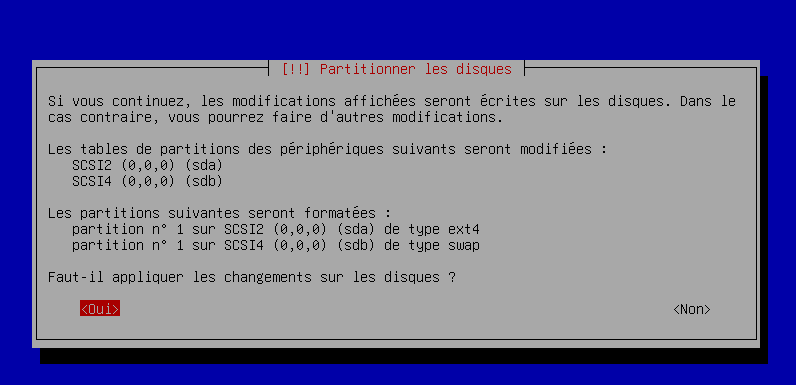 [!!] Partitionner les disques
Si vous continuez, les modifications affichées seront écrites sur les disques. Dans le
cas contraire, vous pourrez faire d'autres modifications.
Les tables de partitions des périphériques suivants seront modifiées :
SCSI2 (0,0,0) (sda)
SCSI4 (0,0,0) (sdb)
Les partitions suivantes seront formatées :
partition n° 1 sur SCSI2 (0,0,0) (sda) de type ext4
partition n° 1 sur SCSI4 (0,0,0) (sdb) de type swap
Faut-il appliquer les changements sur les disques ?
<Oui> <Non>